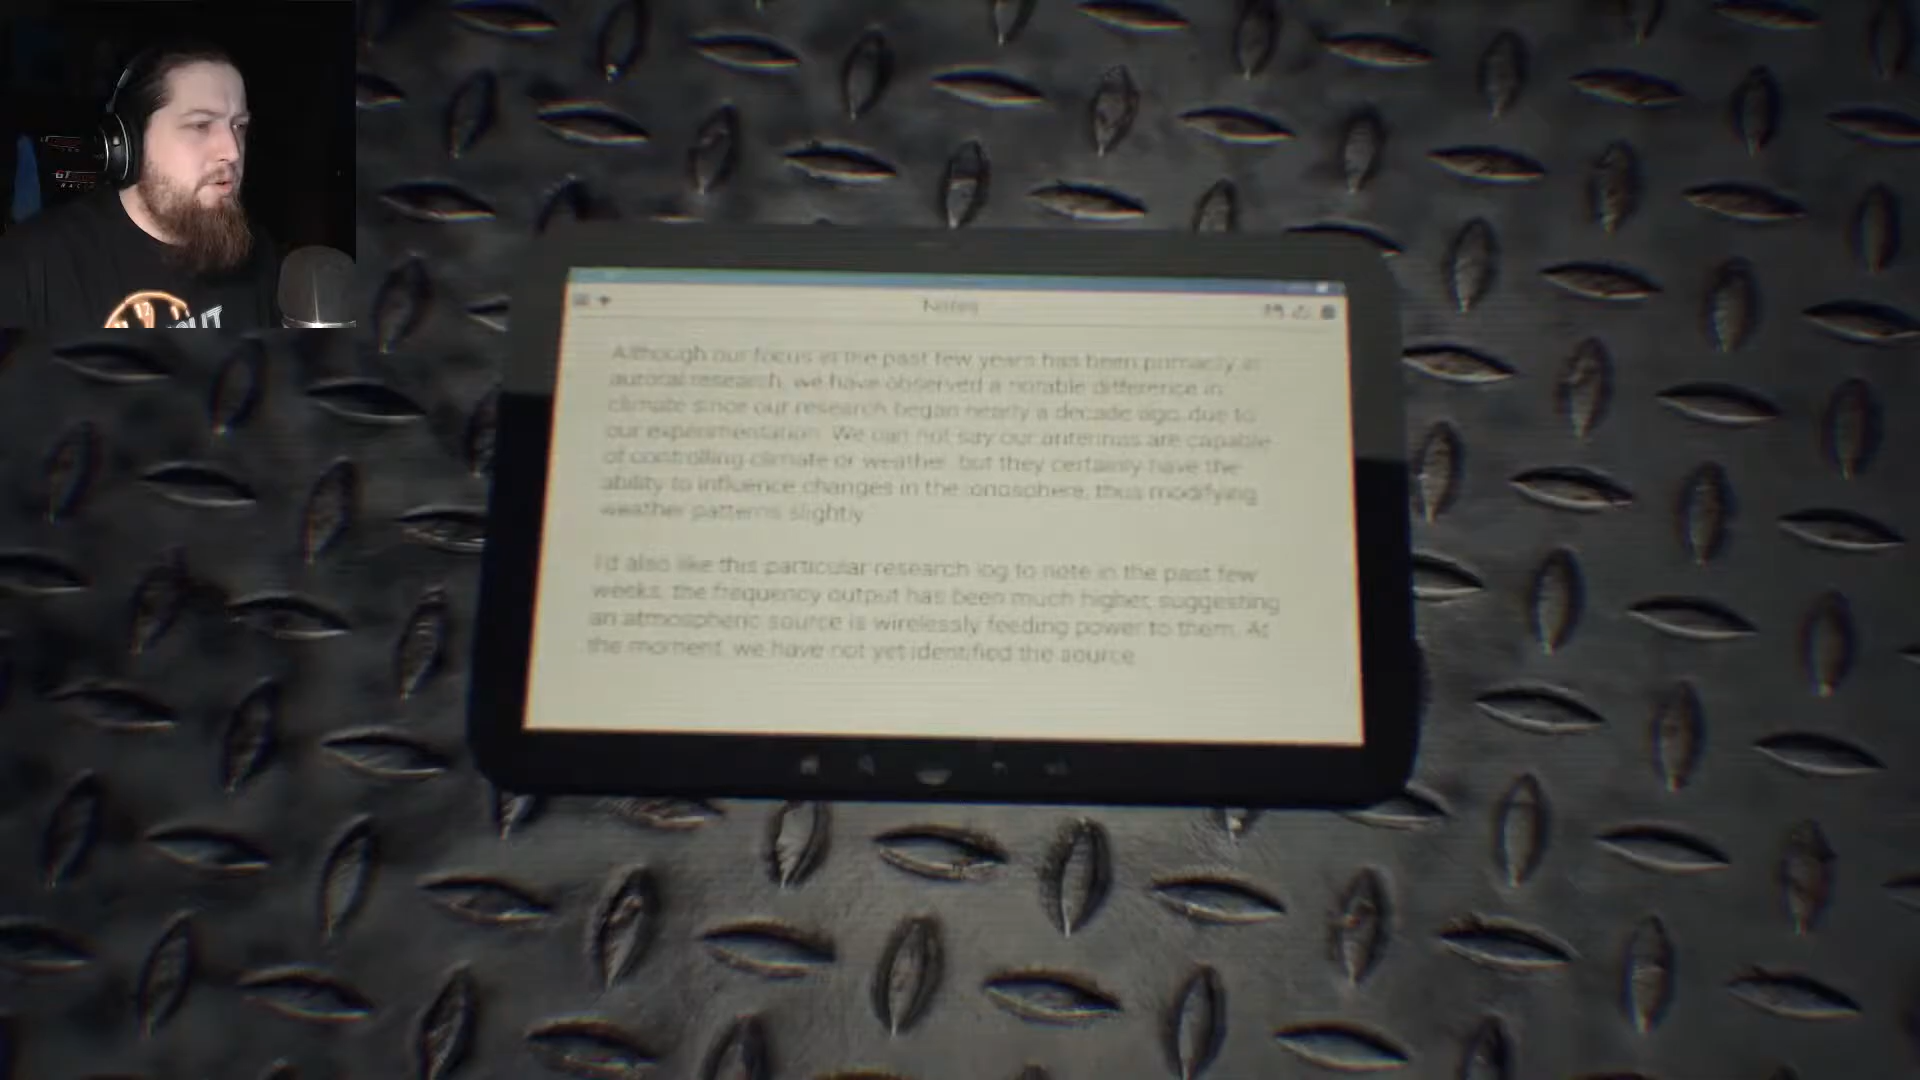 Notes
Although our focus in the past few years has been primarily in
auroral research, we have observed a notable difference in
climate since our research began nearly a decade ago due to
our experimentation. We can not say our antennas are capable
of controlling climate or weather, but they certainly have the
ability to influence changes in the ionosphere, thus modifying
weather patterns slightly.
I'd also like this particular research log to note in the past few
weeks, the frequency output has been much higher, suggesting
an atmospheric source is wirelessly feeding power to them. At
the moment, we have not yet identified the source.